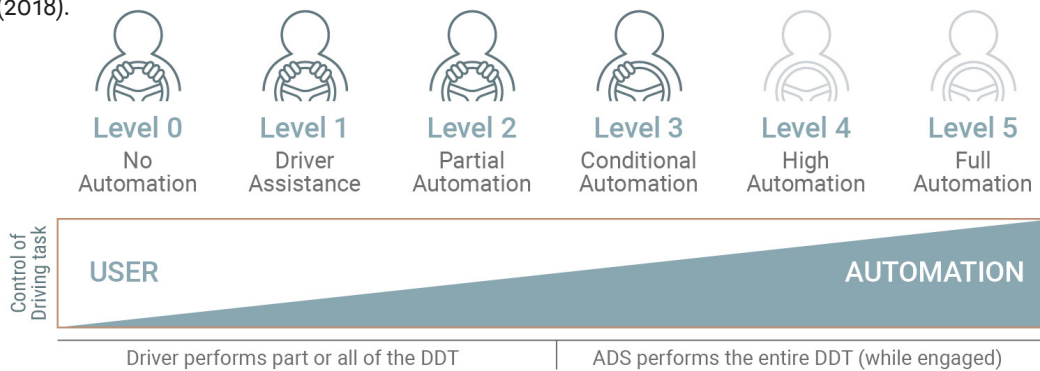 (2018).
Level 0
No
Automation
Level 1
Driver
Assistance
Level 2
Partial
Automation
Level 3
Conditional
Automation
Level 4
High
Automation
Level 5
Full
Automation
Control of
Driving task
USER
AUTOMATION
Driver performs part or all of the DDT
ADS performs the entire DDT (while engaged)